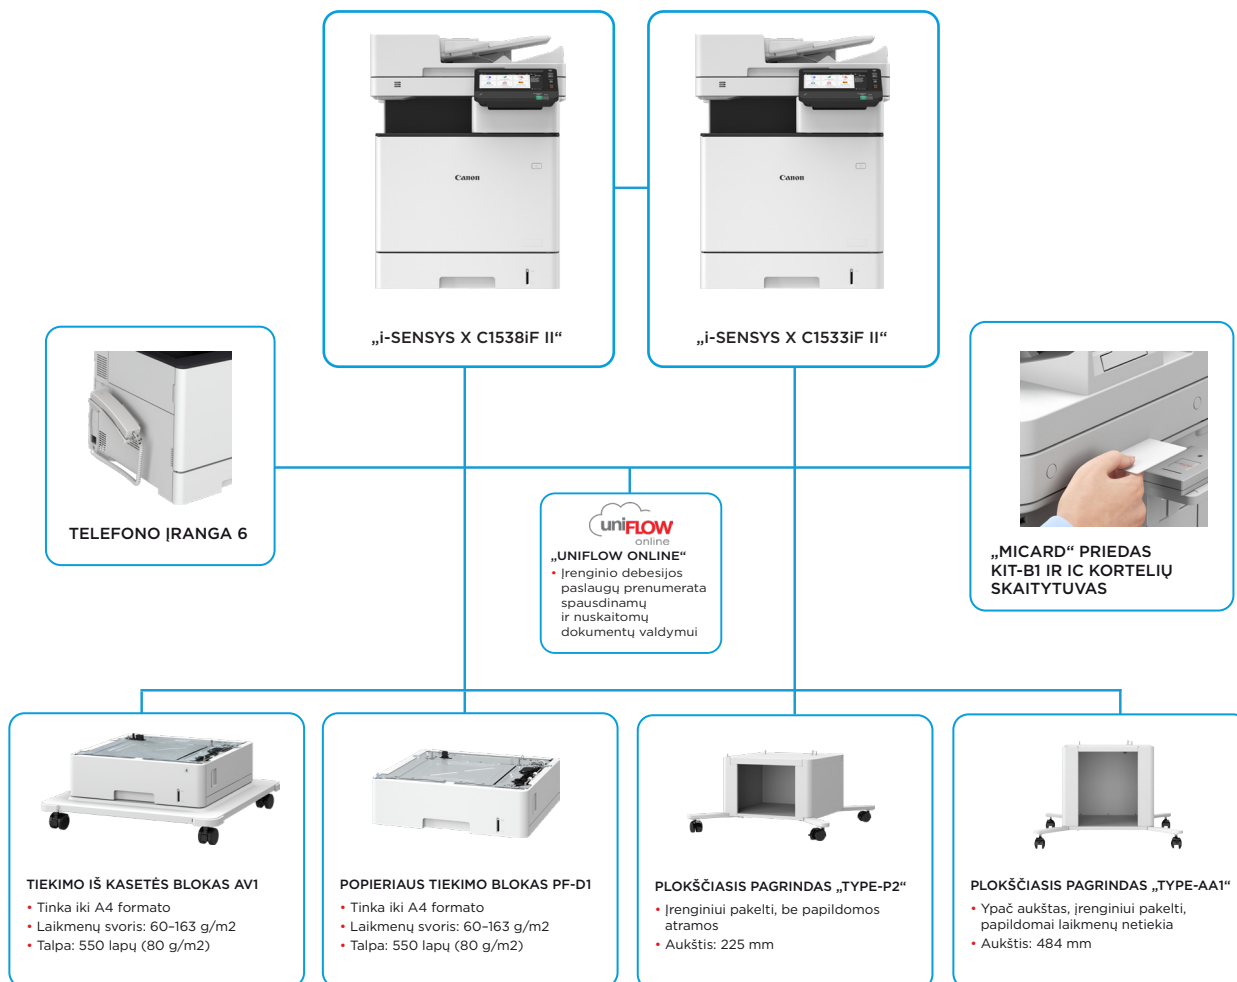 Canon
Canon
„i-SENSYS X C1538iF II“
„i-SENSYS X C1533iF II“
TELEFONO ĮRANGA 6
uniFLOW
online
„UNIFLOW ONLINE“
• Įrenginio debesijos
paslaugų prenumerata
spausdinamų
ir nuskaitomų
dokumentų valdymui
„MICARD“ PRIEDAS
KIT-B1 IR IC KORTELIŲ
SKAITYTUVAS
TIEKIMO IŠ KASETĖS BLOKAS AV1
• Tinka iki A4 formato
• Laikmenų svoris: 60–163 g/m2
• Talpa: 550 lapų (80 g/m2)
POPIERIAUS TIEKIMO BLOKAS PF-D1
• Tinka iki A4 formato
• Laikmenų svoris: 60–163 g/m2
• Talpa: 550 lapų (80 g/m2)
PLOKŠČIASIS PAGRINDAS „TYPE-P2“
• Įrenginiui pakelti, be papildomos
atramos
• Aukštis: 225 mm
PLOKŠČIASIS PAGRINDAS „TYPE-AA1“
• Ypač aukštas, įrenginiui pakelti,
papildomai laikmenų netiekia
• Aukštis: 484 mm